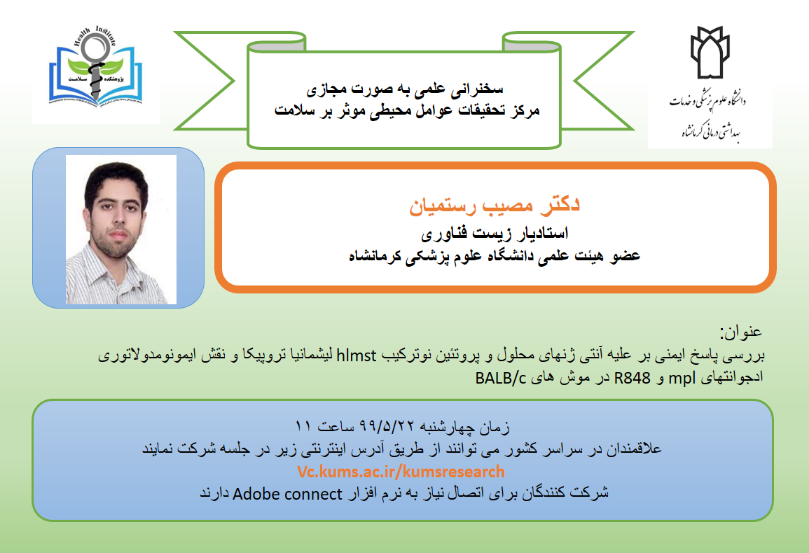 Health Institute
پژوهشکده سلامت
سخنرانی علمی به صورت مجازی
مرکز تحقیقات عوامل محیطی موثر بر سلامت
دانشگاه علوم پزشکی و خدمات
بهداشتی درمانی کرمانشاه
دکتر مصیب رستمیان
استادیار زیست فناوری
عضو هیئت علمی دانشگاه علوم پزشکی کرمانشاه
عنوان:
بررسی پاسخ ایمنی بر علیه آنتی ژنهای محلول و پروتئین نوترکیب hlmst لیشمانیا تروپیکا و نقش ایمونومدولاتوری
ادجوانتهای mpl و R848 در موش های BALB/c
زمان چهارشنبه ۹۹/۵/۲۲ ساعت ۱۱
علاقمندان در سراسر کشور می توانند از طریق آدرس اینترنتی زیر در جلسه شرکت نمایند
Vc.kums.ac.ir/kumsresearch
شرکت کنندگان برای اتصال نیاز به نرم افزار Adobe connect دارند